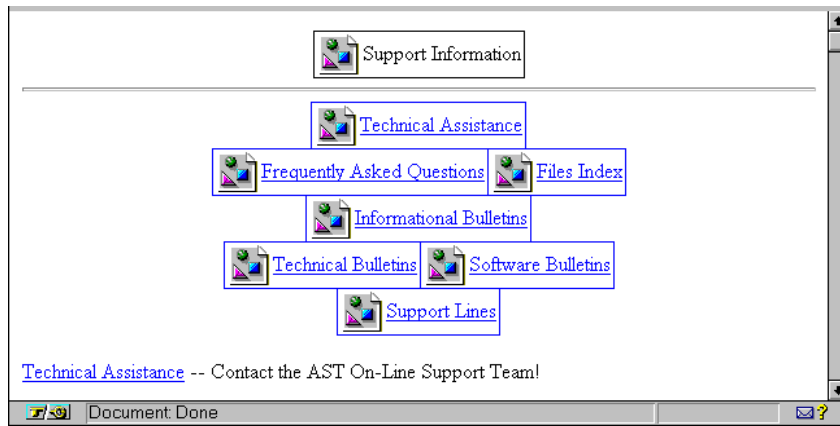 Support Information
Technical Assistance
Frequently Asked Questions Files Index
Informational Bulletins
Technical Bulletins Software Bulletins
Support Lines
Technical Assistance -- Contact the AST On-Line Support Team!
Document: Done